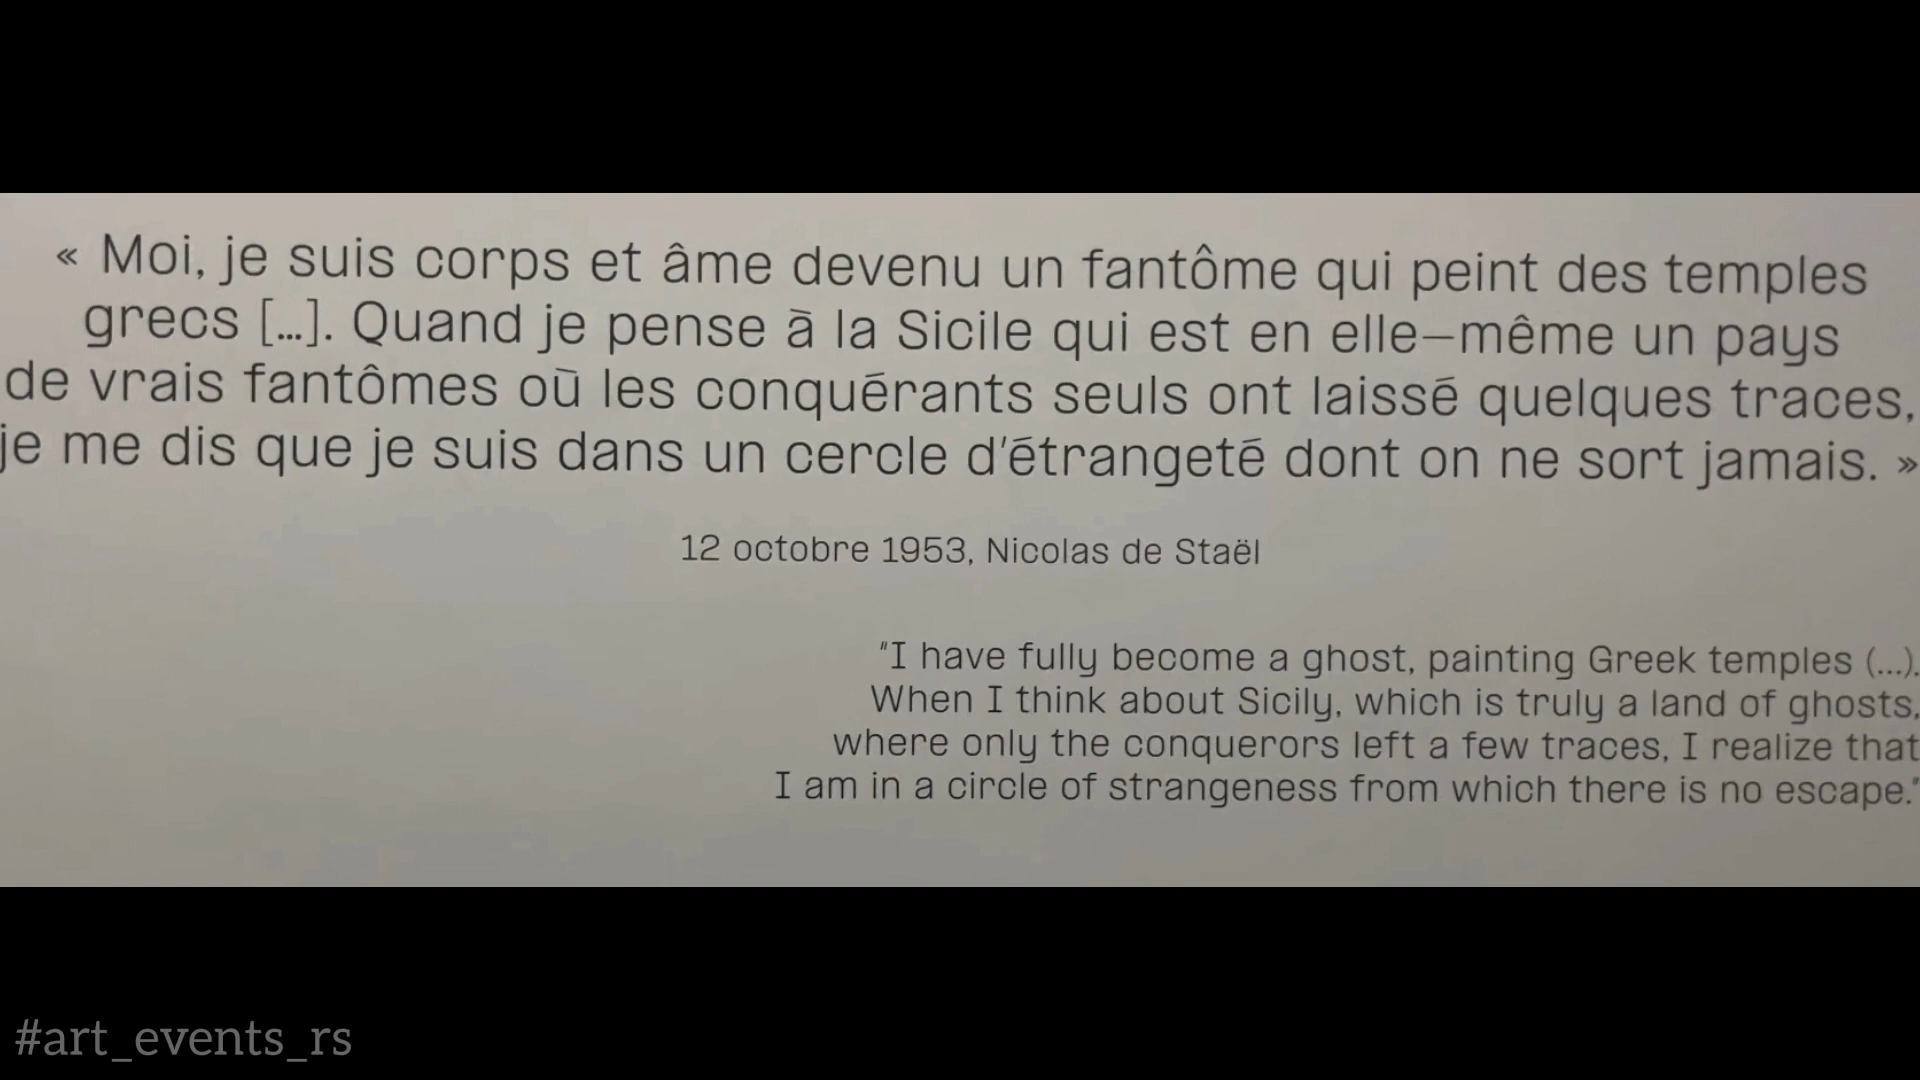 « Moi, je suis corps et âme devenu un fantôme qui peint des temples
grecs [...]. Quand je pense à la Sicile qui est en elle–même un pays
de vrais fantômes où les conquérants seuls ont laissé quelques traces,
je me dis que je suis dans un cercle d'étrangeté dont on ne sort jamais. »
12 octobre 1953, Nicolas de Staël
"I have fully become a ghost, painting Greek temples (...).
When I think about Sicily, which is truly a land of ghosts,
where only the conquerors left a few traces, I realize that
I am in a circle of strangeness from which there is no escape."
#art_events_rs